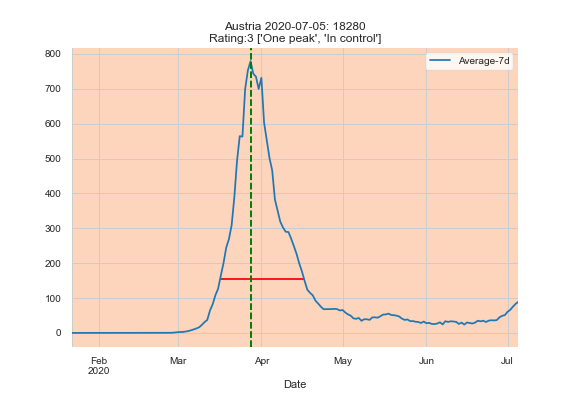 Austria 2020-07-05: 18280
Rating:3 ['One peak', 'In control']
Average-7d
800
700
600
500
400
300
200
100
0
Feb
2020
Mar
Apr
May
Jun
Jul
Date